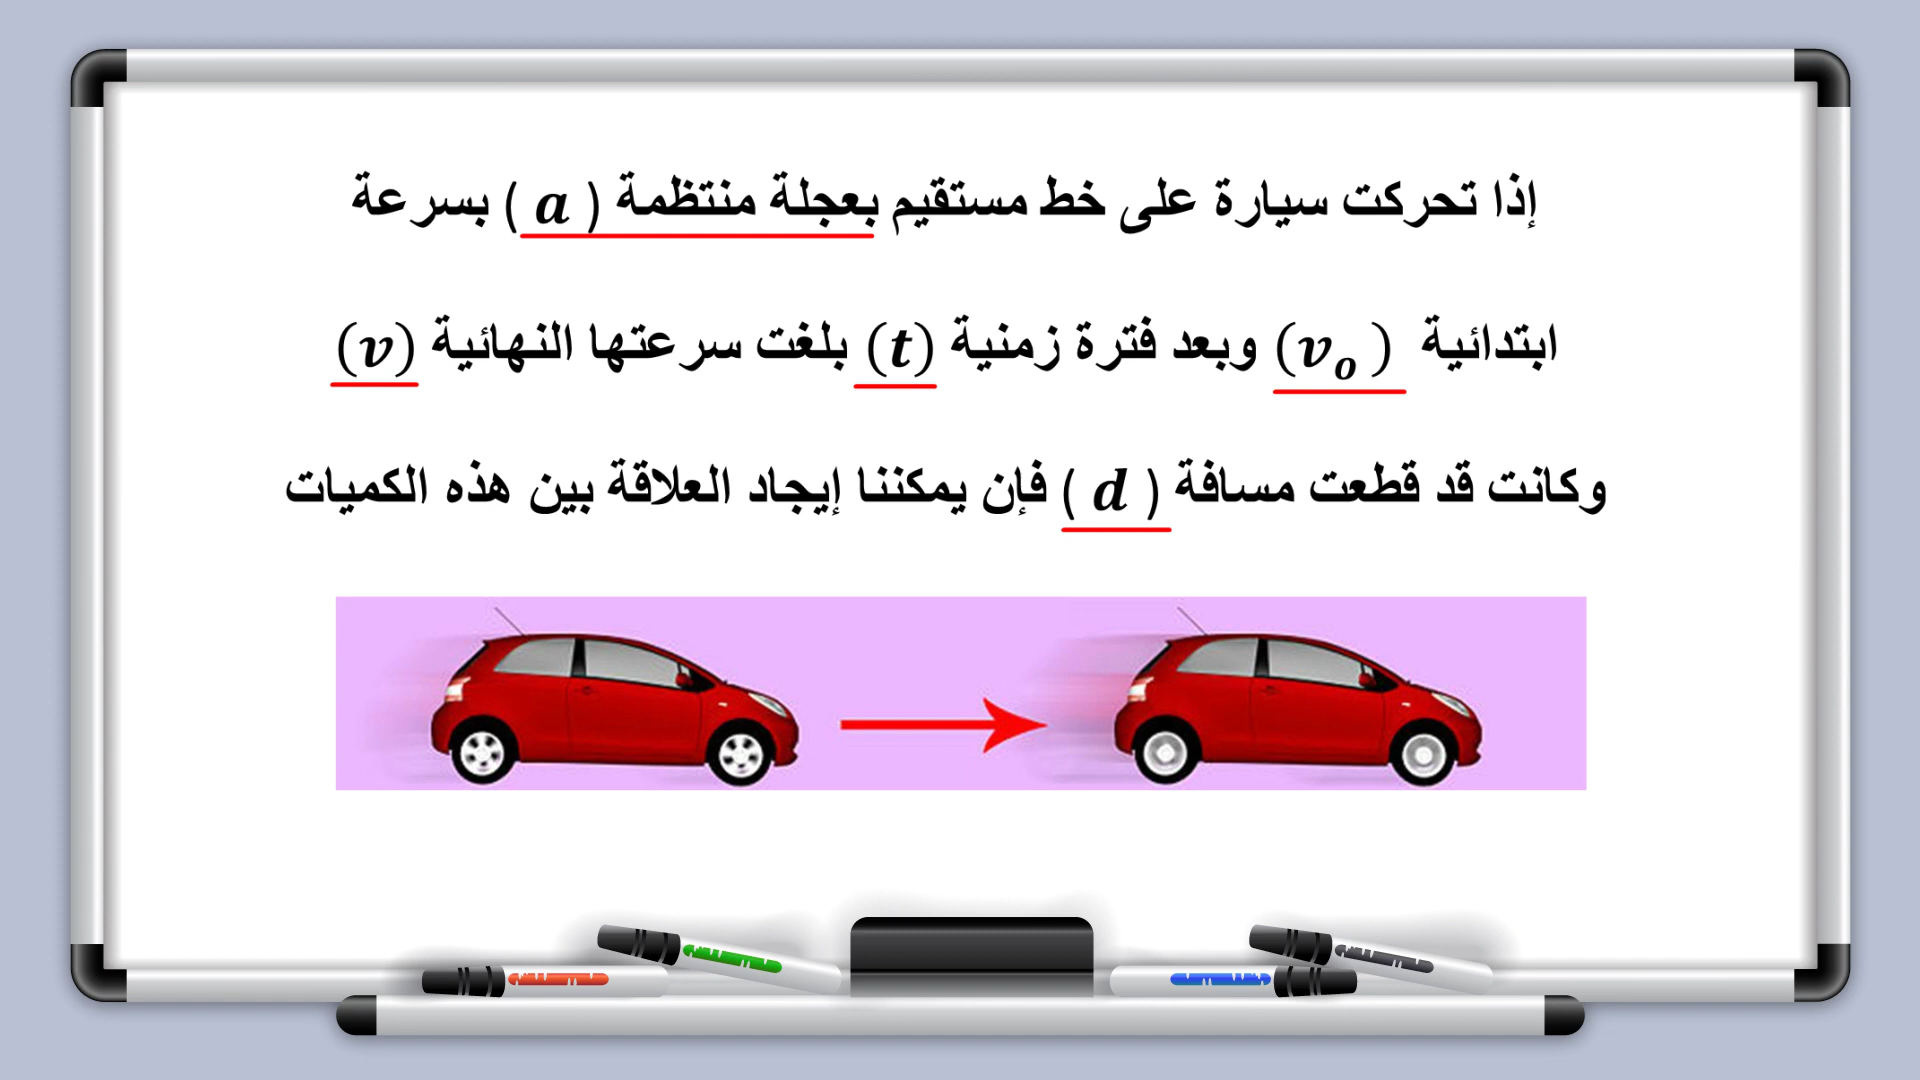 إذا تحركت سيارة على خط مستقيم بعجلة منتظمة ( a ) بسرعة
ابتدائية (vₒ ) وبعد فترة زمنية (t) بلغت سرعتها النهائية (v)
وكانت قد قطعت مسافة ( d ) فإن يمكننا إيجاد العلاقة بين هذه الكميات